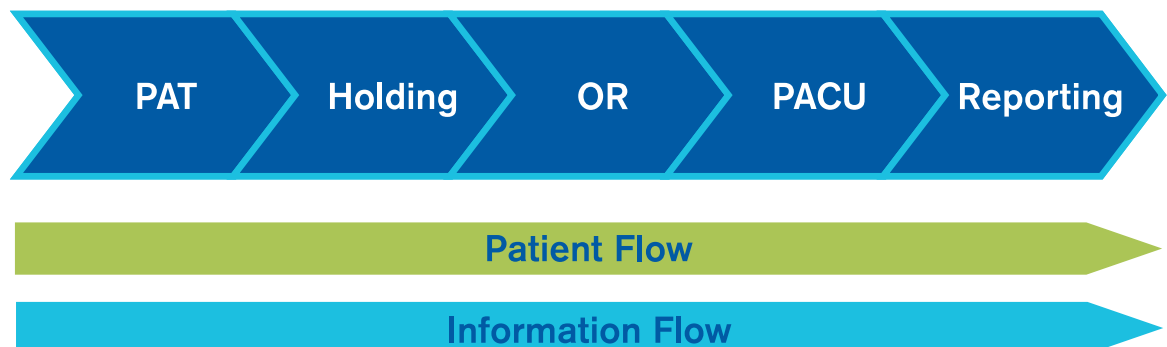 PAT Holding OR PACU Reporting
Patient Flow
Information Flow